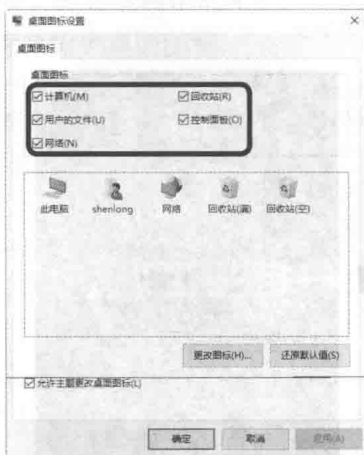 桌面图标设置
桌面图标
桌面图标
计算机(M) 回收站(R)
用户的文件(U) 控制面板(O)
网络(N)
此电脑 shenlong 网络 回收站(满) 回收站(空)
更改图标(H)... 还原默认值(S)
允许主题更改桌面图标(L)
确定 取消 应用(A)